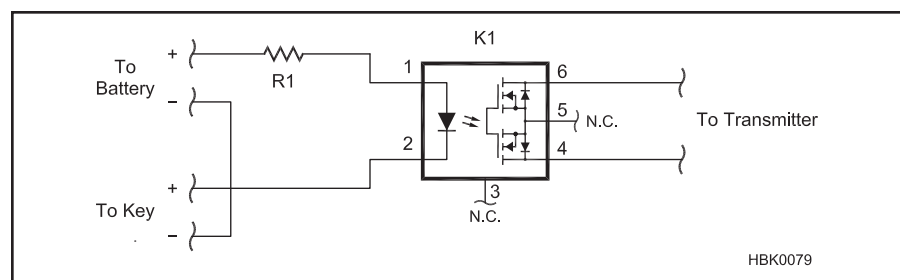 K1
+
To
Battery
−
R1
1
2
3
N.C.
6
5
N.C.
4
To Transmitter
+
To Key
−
HBK0079